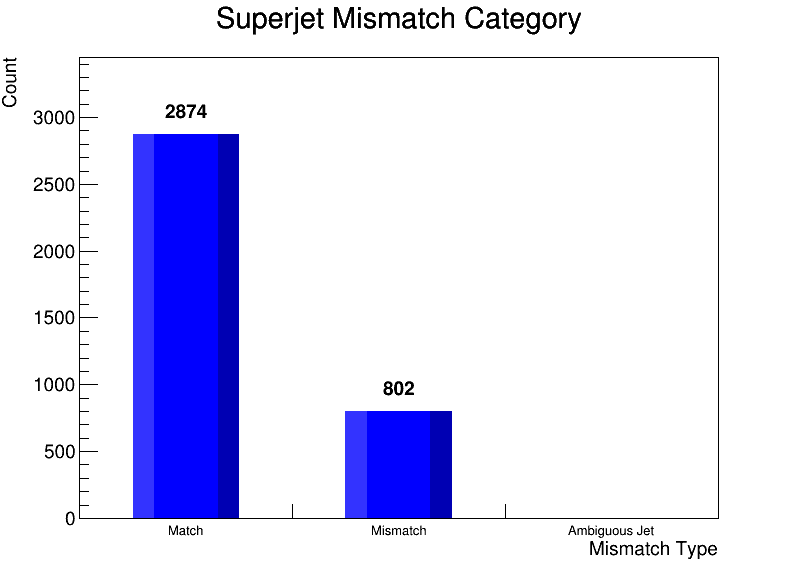 Superjet Mismatch Category
Count
3000
2500
2000
1500
1000
500
0
2874
802
Match
Mismatch
Ambiguous Jet
Mismatch Type